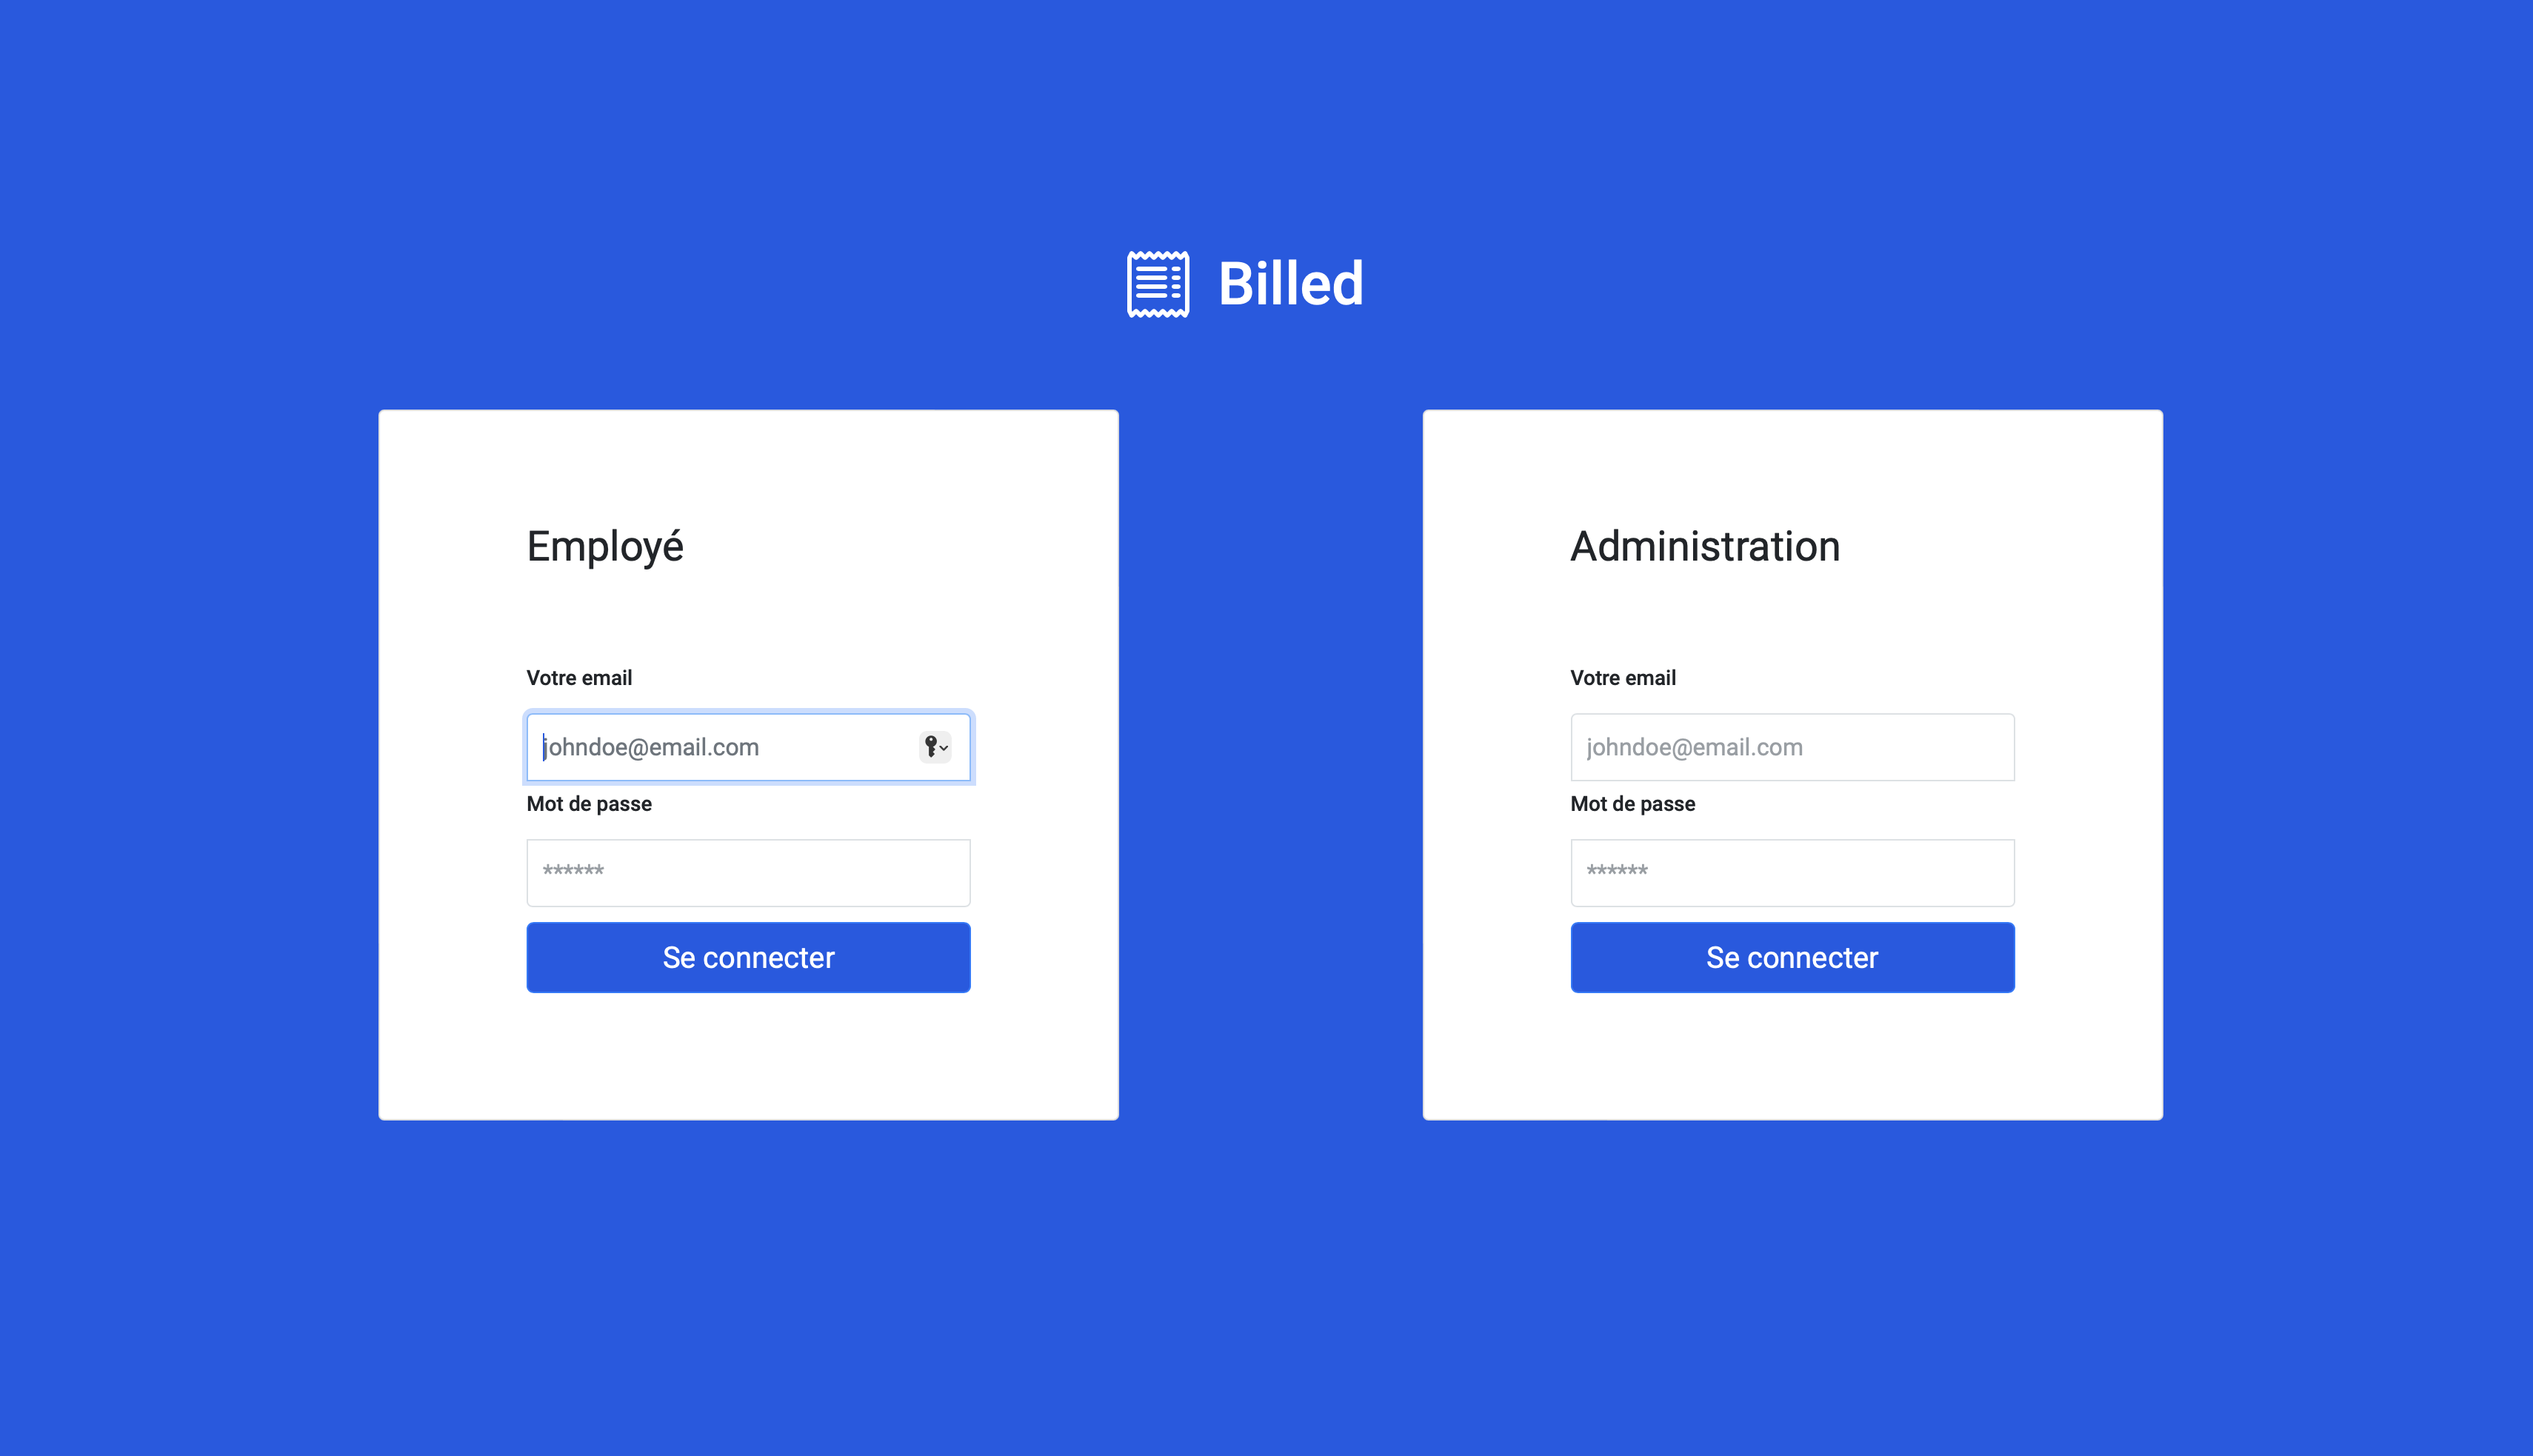 Billed
Employé
Votre email
johndoe@email.com
Mot de passe
******
Se connecter
Administration
Votre email
johndoe@email.com
Mot de passe
******
Se connecter